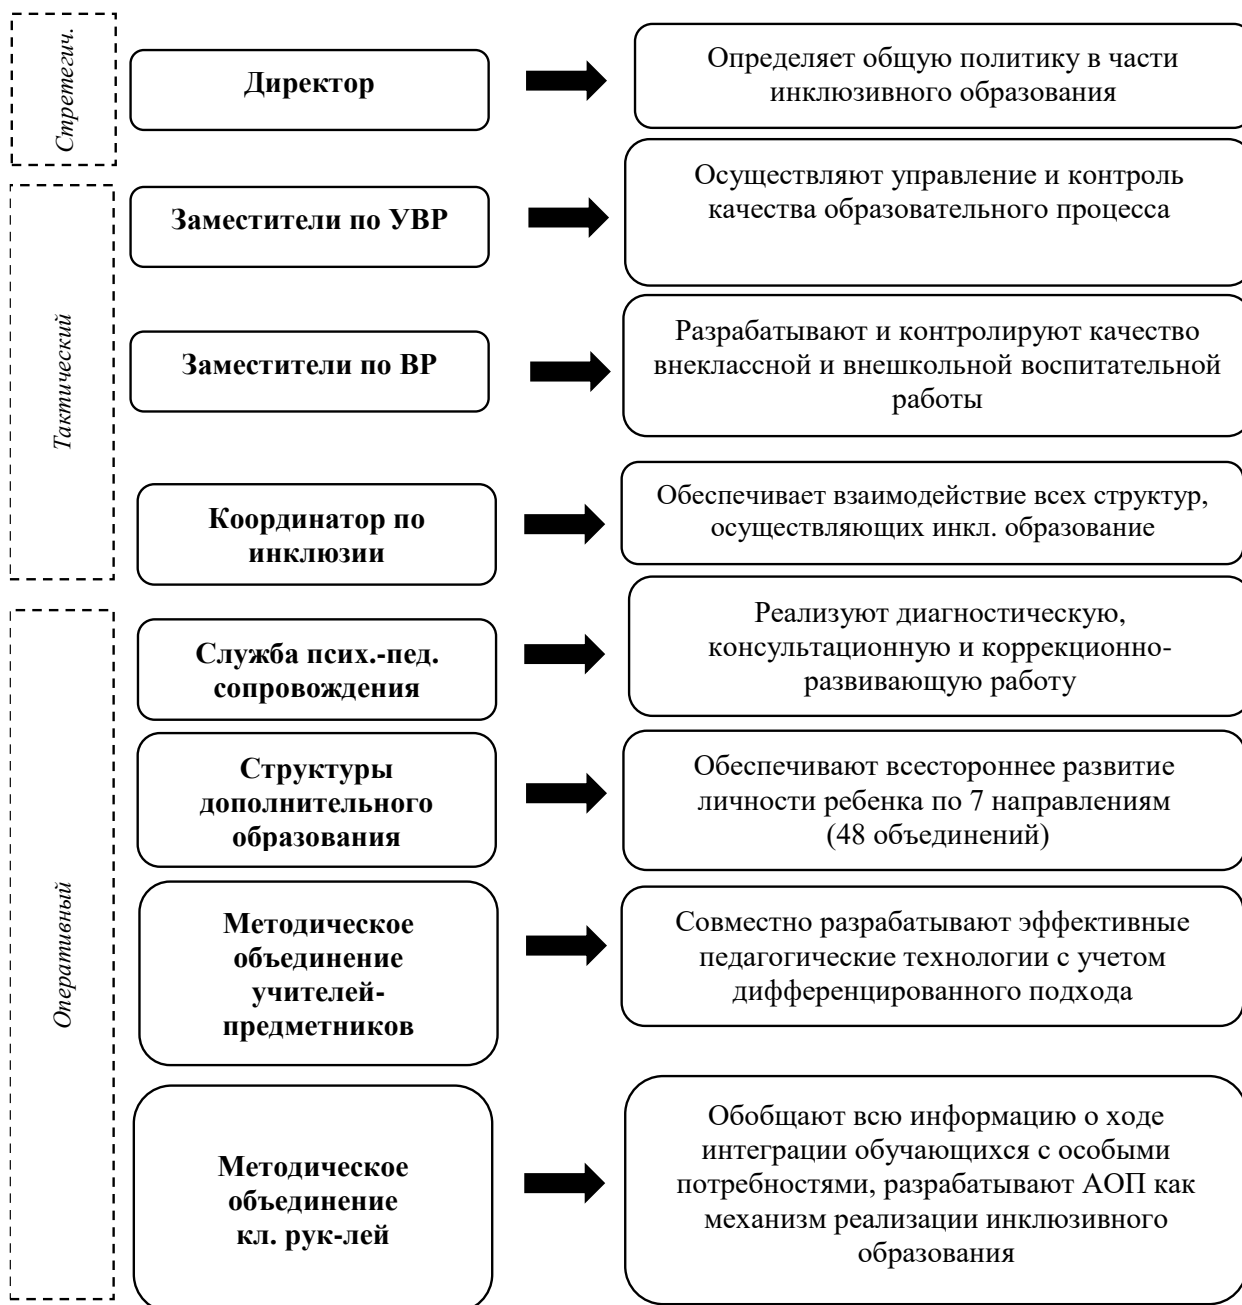 Стретегич.
Директор
Определяет общую политику в части
инклюзивного образования
Тактический
Заместители по УВР
Осуществляют управление и контроль
качества образовательного процесса
Заместители по ВР
Разрабатывают и контролируют качество
внеклассной и внешкольной воспитательной
работы
Координатор по
инклюзии
Обеспечивает взаимодействие всех структур,
осуществляющих инкл. образование
Оперативный
Служба псих.-пед.
сопровождения
Реализуют диагностическую,
консультационную и коррекционно-
развивающую работу
Структуры
дополнительного
образования
Обеспечивают всестороннее развитие
личности ребенка по 7 направлениям
(48 объединений)
Методическое
объединение
учителей-
предметников
Совместно разрабатывают эффективные
педагогические технологии с учетом
дифференцированного подхода
Методическое
объединение
кл. рук-лей
Обобщают всю информацию о ходе
интеграции обучающихся с особыми
потребностями, разрабатывают АОП как
механизм реализации инклюзивного
образования